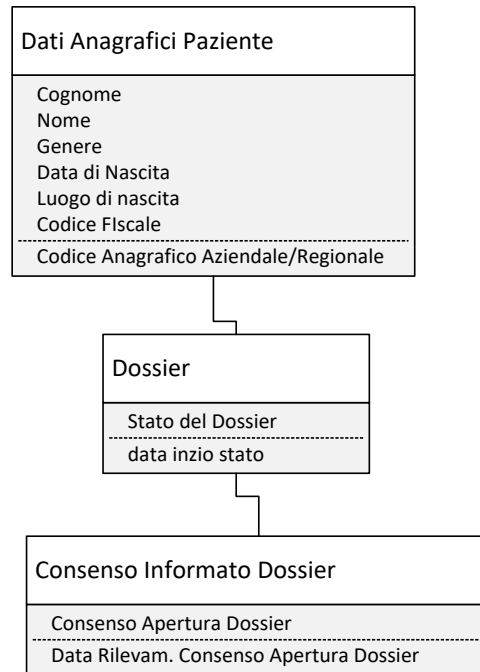 Dati Anagrafici Paziente
Cognome
Nome
Genere
Data di Nascita
Luogo di nascita
Codice FIscale
Codice Anagrafico Aziendale/Regionale
Dossier
Stato del Dossier
data inzio stato
Consenso Informato Dossier
Consenso Apertura Dossier
Data Rilevam. Consenso Apertura Dossier